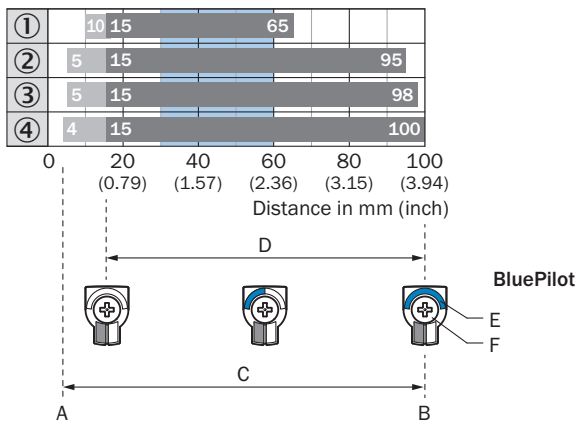 ① 10 15 65
② 5 15 95
③ 5 15 98
④ 4 15 100
0 20 40 60 80 100
(0.79) (1.57) (2.36) (3.15) (3.94)
Distance in mm (inch)
D
BluePilot
E
F
C
A B